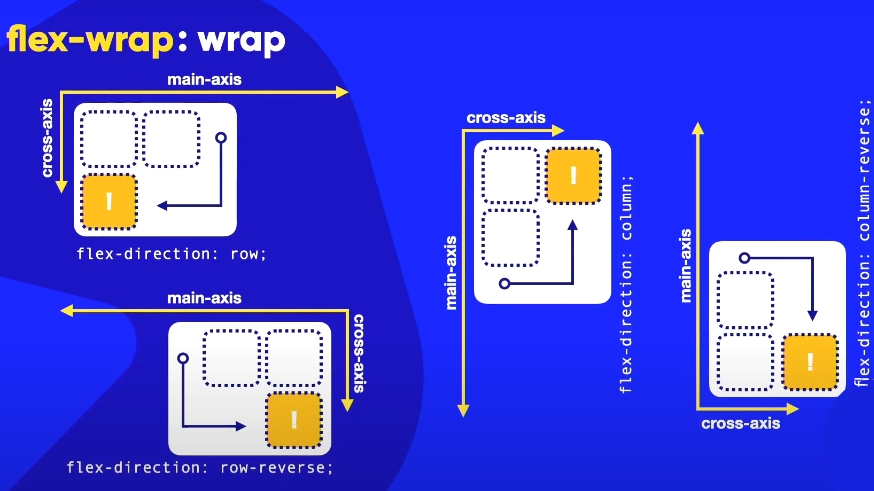 flex-wrap: wrap
main-axis
cross-axis
!
flex-direction: row;
main-axis
cross-axis
!
flex-direction: row-reverse;
cross-axis
main-axis
!
flex-direction: column;
main-axis
!
cross-axis
flex-direction: column-reverse;